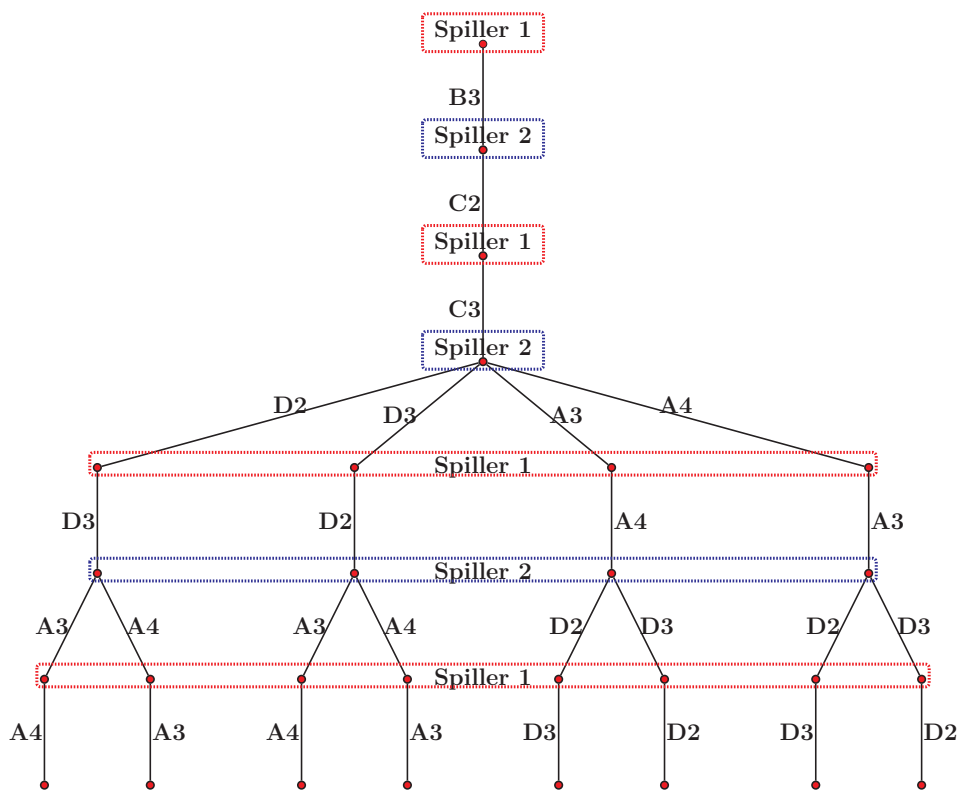 Spiller 1
B3
Spiller 2
C2
Spiller 1
C3
Spiller 2
D2 D3 A3 A4
Spiller 1
D3 D2 A4 A3
Spiller 2
A3 A4 A3 A4 D2 D3 D2 D3
Spiller 1
A4 A3 A4 A3 D3 D2 D3 D2